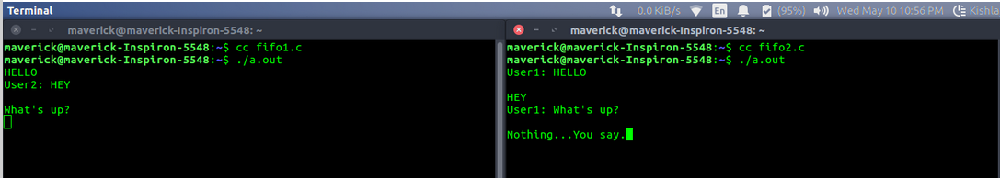 Terminal
0.0 KiB/s En (95%) Wed May 10 10:56 PM Kishla
maverick@maverick-Inspiron-5548: ~
maverick@maverick-Inspiron-5548:~$ cc fifo1.c
maverick@maverick-Inspiron-5548:~$ ./a.out
HELLO
User2: HEY
What's up?
maverick@maverick-Inspiron-5548: ~
maverick@maverick-Inspiron-5548:~$ cc fifo2.c
maverick@maverick-Inspiron-5548:~$ ./a.out
User1: HELLO
HEY
User1: What's up?
Nothing...You say.